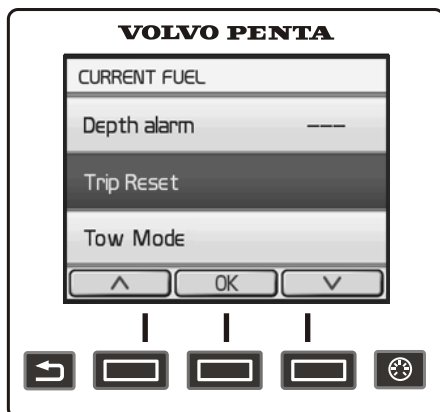 VOLVO PENTA
CURRENT FUEL
Depth alarm ---
Trip Reset
Tow Mode
OK